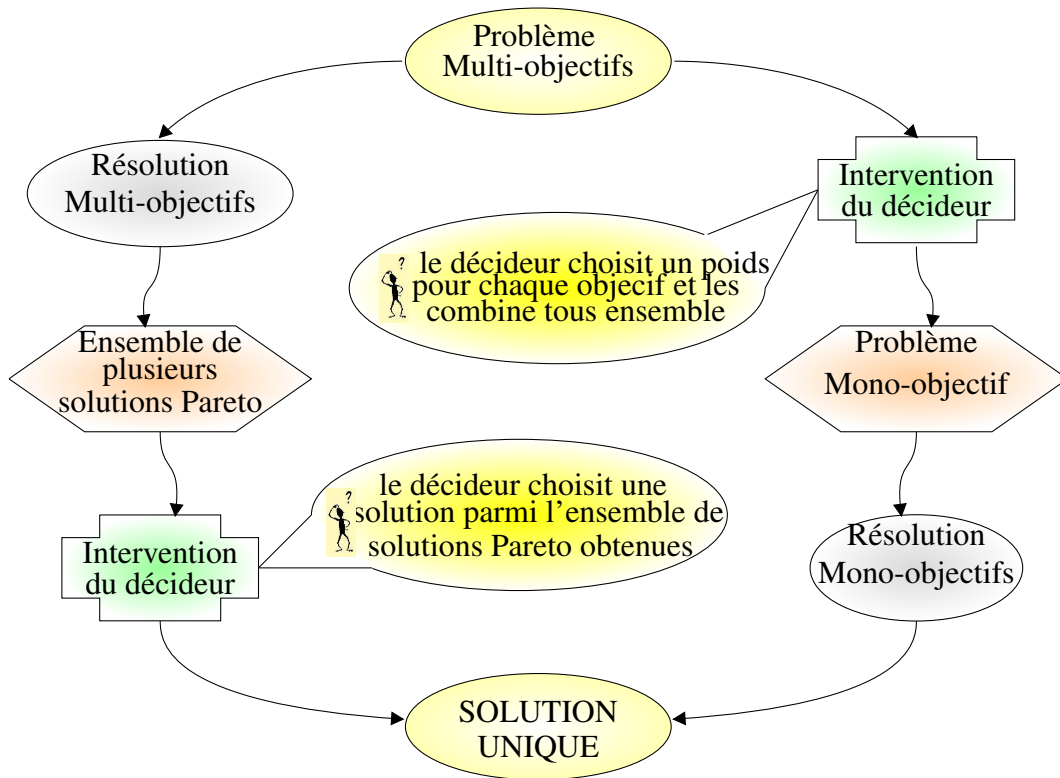 Problème
Multi-objectifs
Résolution
Multi-objectifs
Intervention
du décideur
?
le décideur choisit un poids
pour chaque objecif et les
combine tous ensemble
Ensemble de
plusieurs
solutions Pareto
Problème
Mono-objectif
?
le décideur choisit une
solution parmi l'ensemble de
solutions Pareto obtenues
Intervention
du décideur
Résolution
Mono-objectifs
SOLUTION
UNIQUE